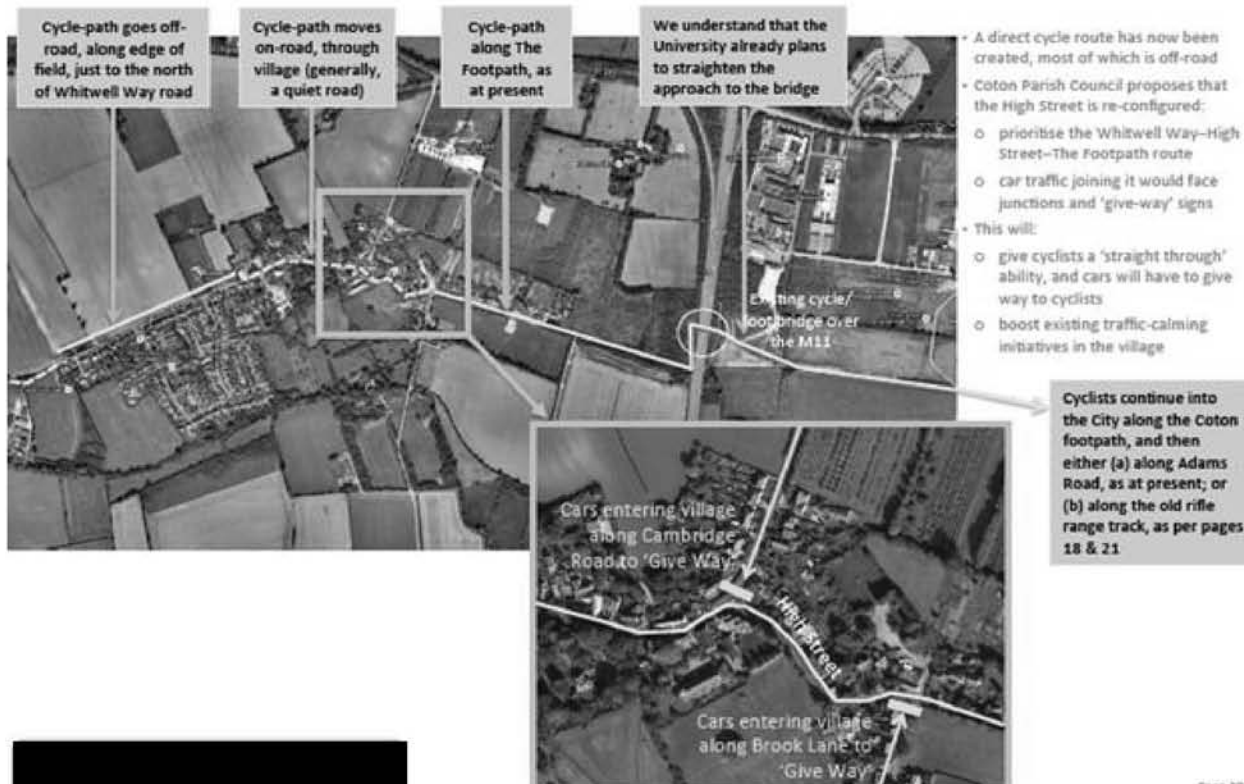 Cycle-path goes off-
road, along edge of
field, just to the north
of Whitwell Way road
Cycle-path moves
on-road, through
village (generally,
a quiet road)
Cycle-path
along The
Footpath, as
at present
We understand that the
University already plans
to straighten the
approach to the bridge
• A direct cycle route has now been
created, most of which is off-road
• Coton Parish Council proposes that
the High Street is re-configured:
o prioritise the Whitwell Way–High
Street–The Footpath route
o car traffic joining it would face
junctions and ‘give-way’ signs
• This will:
o give cyclists a ‘straight through’
ability, and cars will have to give
way to cyclists
o boost existing traffic-calming
initiatives in the village
Existing cycle/
footbridge over
the M11
Cyclists continue into
the City along the Coton
footpath, and then
either (a) along Adams
Road, as at present; or
(b) along the old rifle
range track, as per pages
18 & 21
Cars entering village
along Cambridge
Road to ‘Give Way’
High Street
Cars entering village
along Brook Lane to
‘Give Way’